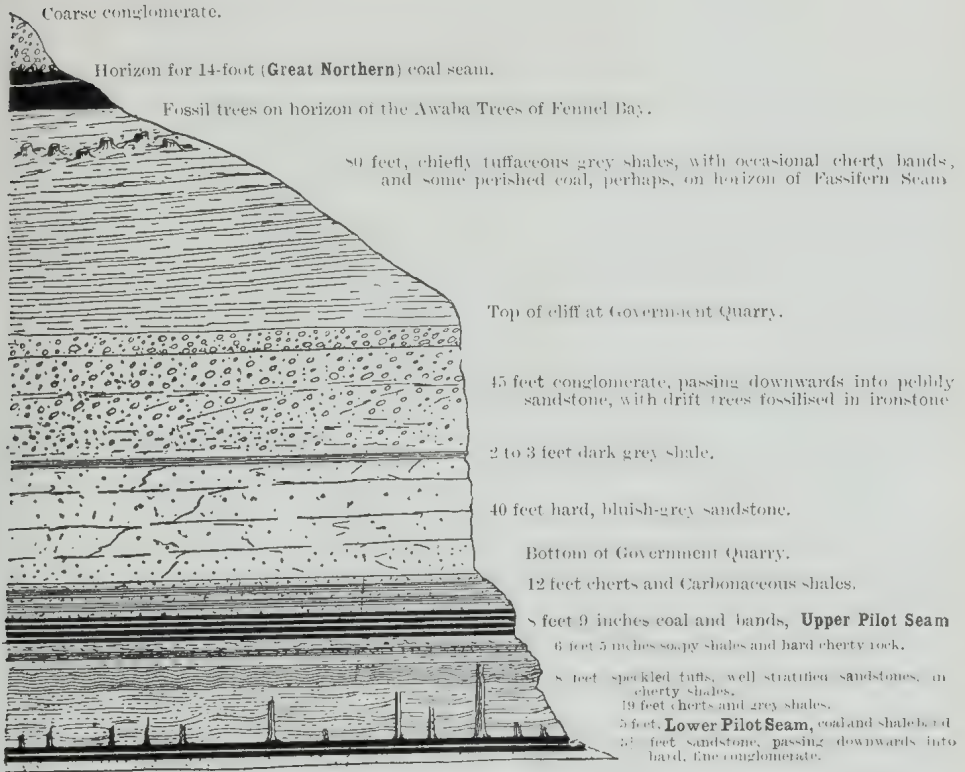 Coarse conglomerate.
Horizon for 14-foot (Great Northern) coal seam.
Fossil trees on horizon of the Awaba Trees of Fennel Bay.
80 feet, chiefly tuffaceous grey shales, with occasional cherty bands,
and some perished coal, perhaps, on horizon of Fassifern Seam
Top of cliff at Government Quarry.
45 feet conglomerate, passing downwards into pebbly
sandstone, with drift trees fossilised in ironstone
2 to 3 feet dark grey shale.
40 feet hard, bluish-grey sandstone.
Bottom of Government Quarry.
12 feet cherts and Carbonaceous shales.
8 feet 9 inches coal and bands, Upper Pilot Seam
6 feet 5 inches soapy shales and hard cherty rock.
feet speckled tuffs, well stratified sandstones,
cherty shales.
19 feet cherts and grey shales.
feet, Lower Pilot Seam, coal and shale
feet sandstone, passing downwards into
hard, fine conglomerate.